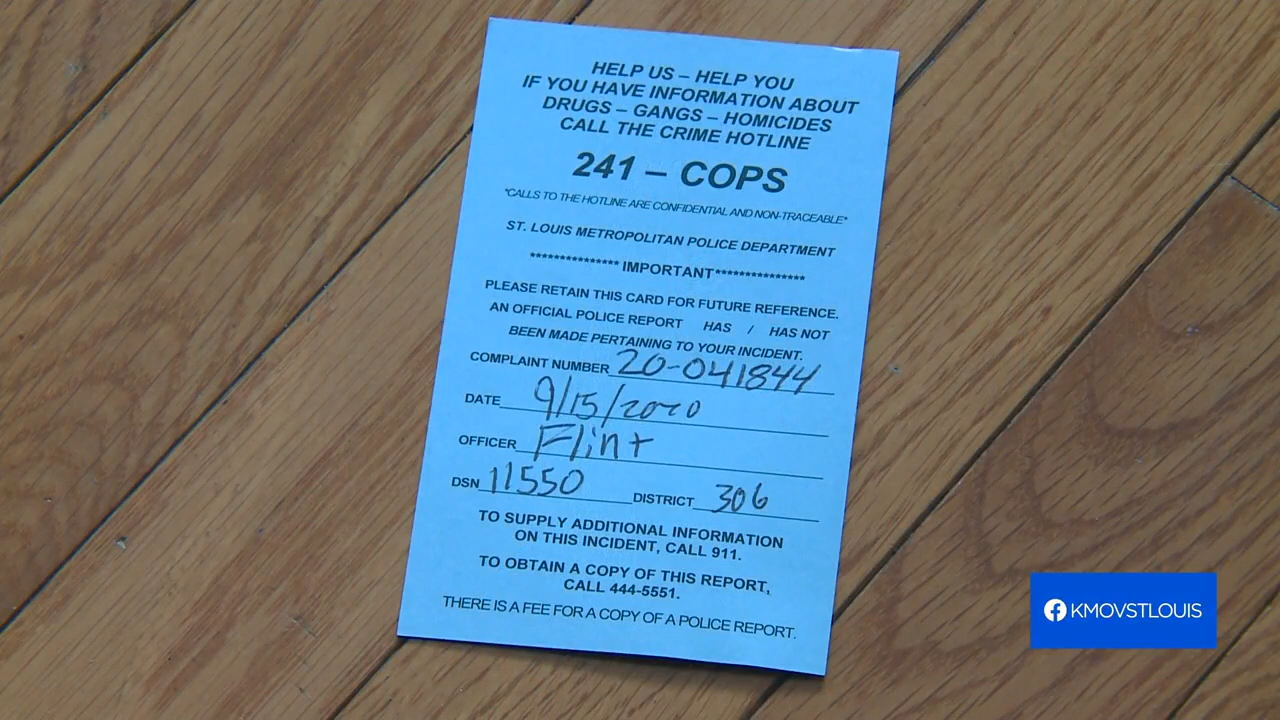 HELP US – HELP YOU
IF YOU HAVE INFORMATION ABOUT
DRUGS – GANGS – HOMICIDES
CALL THE CRIME HOTLINE
241 – COPS
*CALLS TO THE HOTLINE ARE CONFIDENTIAL AND NON-TRACEABLE*
ST. LOUIS METROPOLITAN POLICE DEPARTMENT
*************** IMPORTANT***************
PLEASE RETAIN THIS CARD FOR FUTURE REFERENCE.
AN OFFICIAL POLICE REPORT HAS / HAS NOT
BEEN MADE PERTAINING TO YOUR INCIDENT.
COMPLAINT NUMBER 20-041844
DATE 9/15/2020
OFFICER Flint
DSN 11550 DISTRICT 306
TO SUPPLY ADDITIONAL INFORMATION
ON THIS INCIDENT, CALL 911.
TO OBTAIN A COPY OF THIS REPORT,
CALL 444-5551.
THERE IS A FEE FOR A COPY OF A POLICE REPORT.
KMOVSTLOUIS